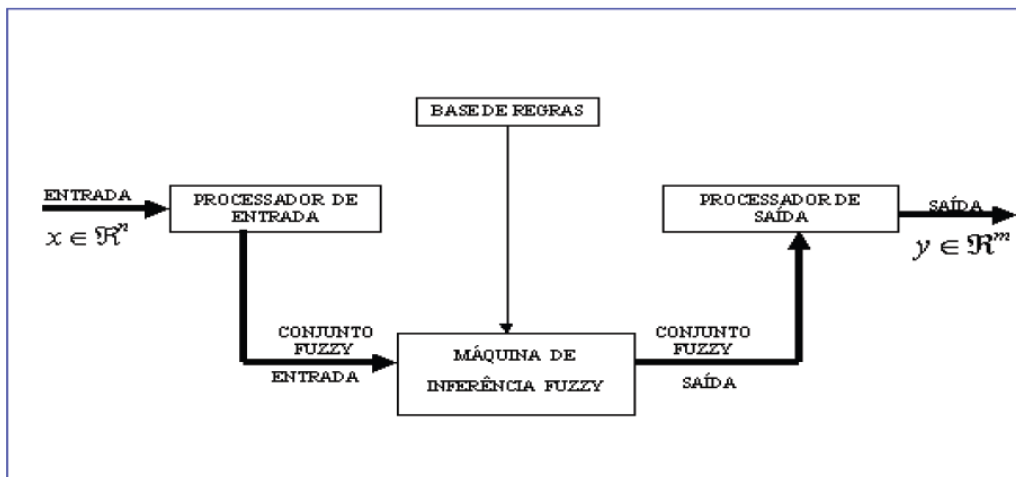 BASE DE REGRAS
ENTRADA
x ∈ ℜⁿ
PROCESSADOR DE
ENTRADA
PROCESSADOR DE
SAÍDA
SAÍDA
y ∈ ℜᵐ
CONJUNTO
FUZZY
ENTRADA
MÁQUINA DE
INFERÊNCIA FUZZY
CONJUNTO
FUZZY
SAÍDA